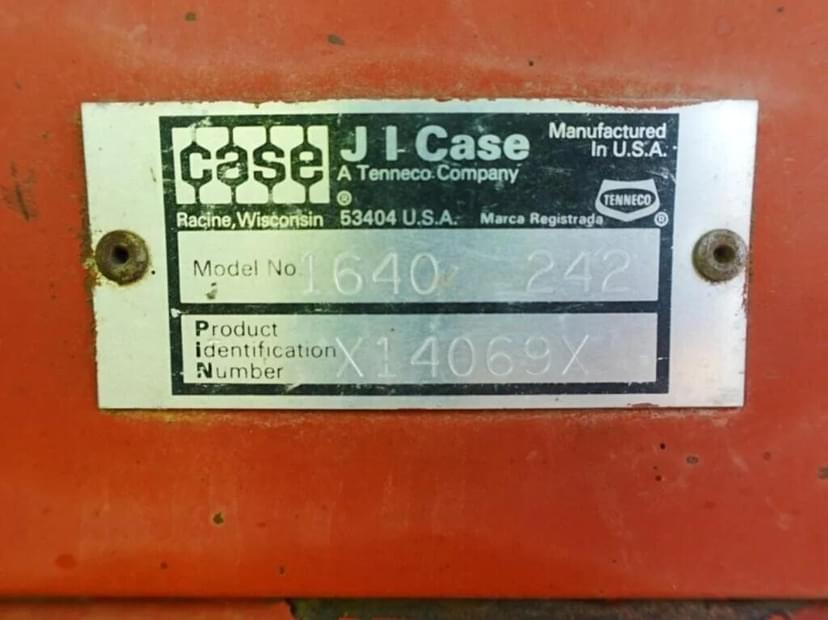 case J I Case Manufactured
In U.S.A.
A Tenneco Company
®
TENNECO
Racine, Wisconsin 53404 U.S.A. Marca Registrada ®
Model No. 1640 242
Product
Identification X14069X
Number